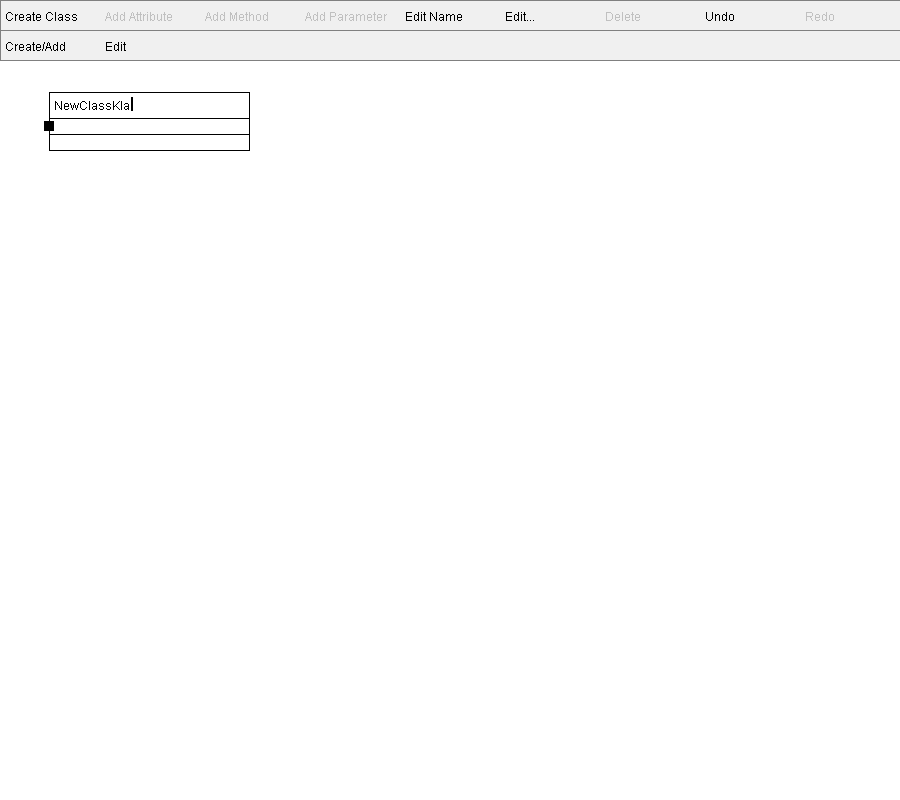 Create Class Add Attribute Add Method Add Parameter Edit Name Edit... Delete Undo Redo
Create/Add Edit
NewClassKla